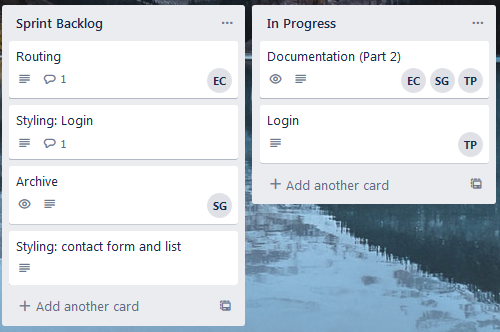 Sprint Backlog
Routing
1
EC
Styling: Login
1
Archive
SG
Styling: contact form and list
Add another card
In Progress
Documentation (Part 2)
EC SG TP
Login
TP
Add another card